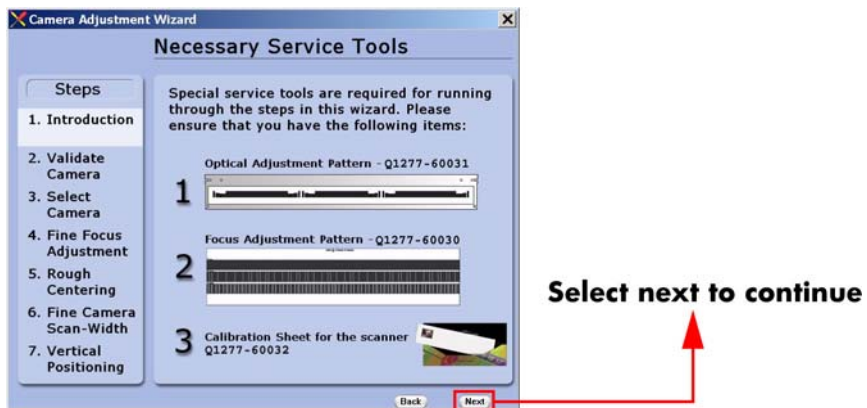 Camera Adjustment Wizard
Necessary Service Tools
Steps
1. Introduction
2. Validate
Camera
3. Select
Camera
4. Fine Focus
Adjustment
5. Rough
Centering
6. Fine Camera
Scan-Width
7. Vertical
Positioning
Special service tools are required for running
through the steps in this wizard. Please
ensure that you have the following items:
Optical Adjustment Pattern - Q1277-60031
1
Focus Adjustment Pattern - Q1277-60030
2
3
Calibration Sheet for the scanner
Q1277-60032
Back
Next
Select next to continue